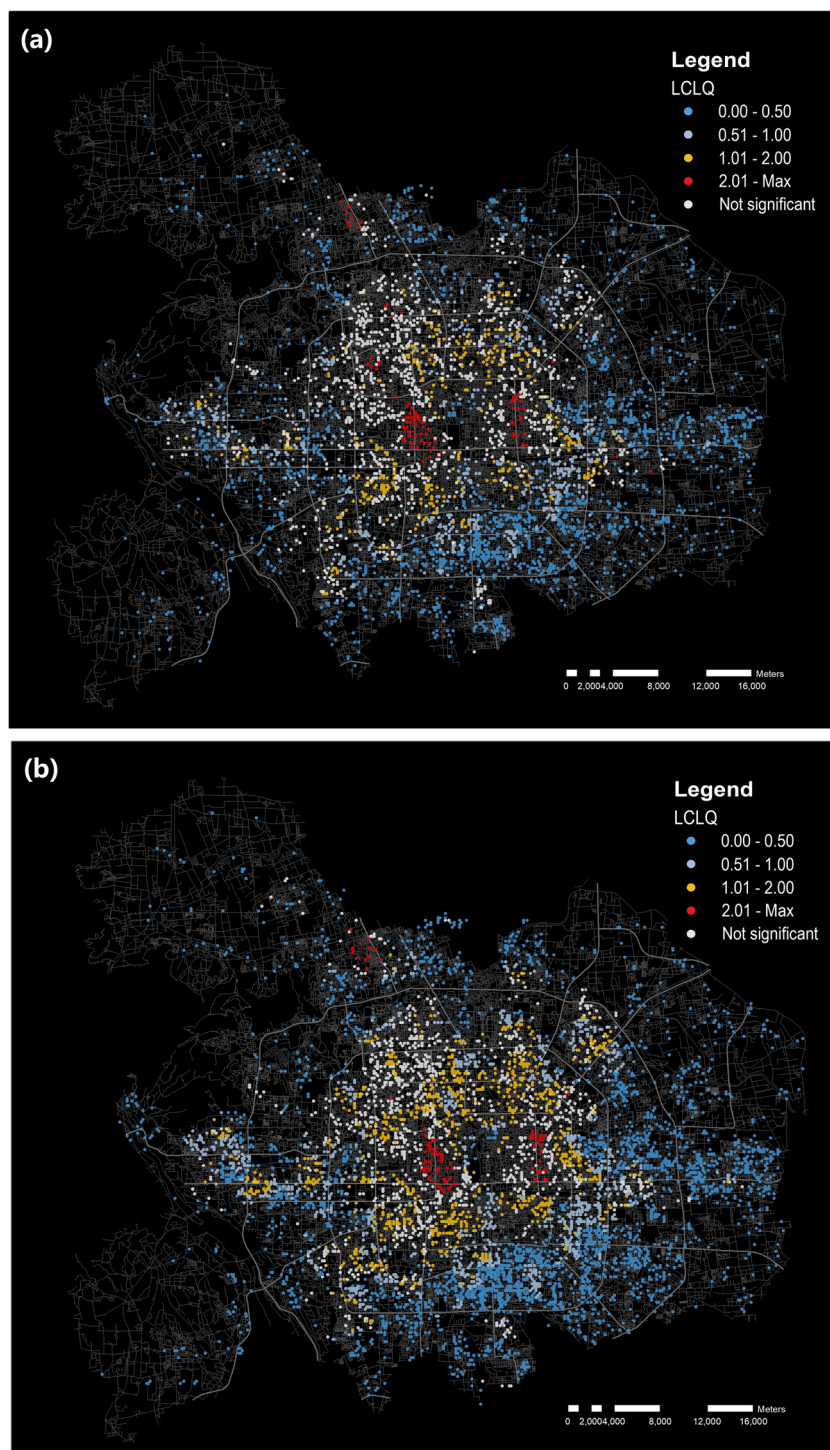 (a)
Legend
LCLQ
0.00 - 0.50
0.51 - 1.00
1.01 - 2.00
2.01 - Max
Not significant
Meters
0 2,0004,000 8,000 12,000 16,000
(b)
Legend
LCLQ
0.00 - 0.50
0.51 - 1.00
1.01 - 2.00
2.01 - Max
Not significant
Meters
0 2,0004,000 8,000 12,000 16,000